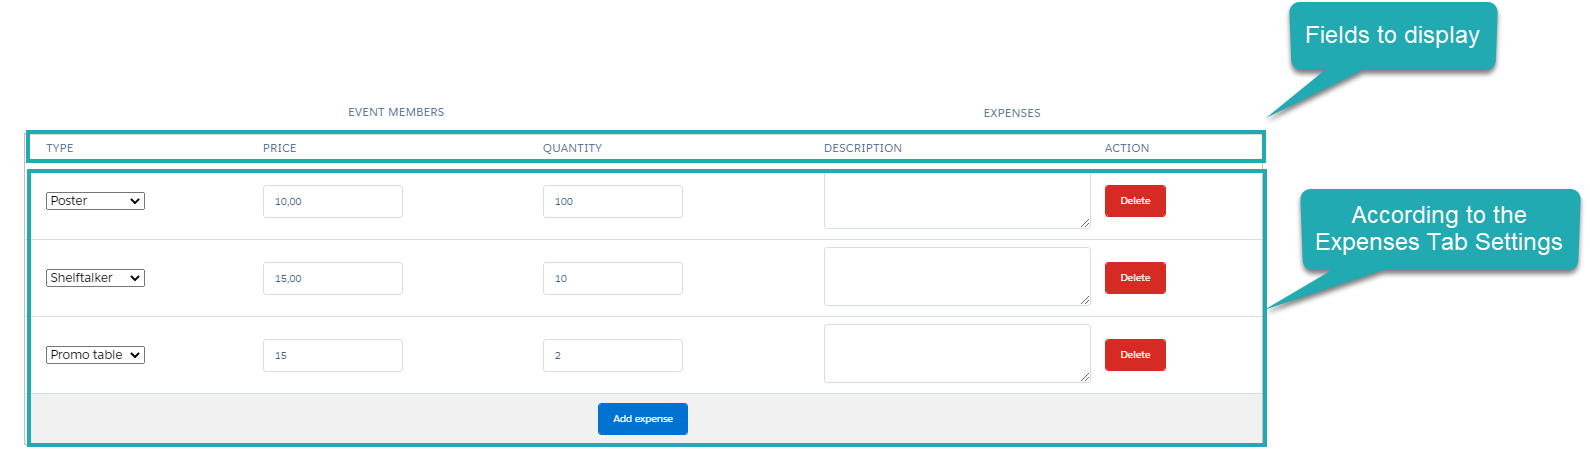 Fields to display
EVENT MEMBERS EXPENSES
TYPE PRICE QUANTITY DESCRIPTION ACTION
Poster 10,00 100 Delete
According to the
Expenses Tab Settings
Shelftalker 15,00 10 Delete
Promo table 15 2 Delete
Add expense